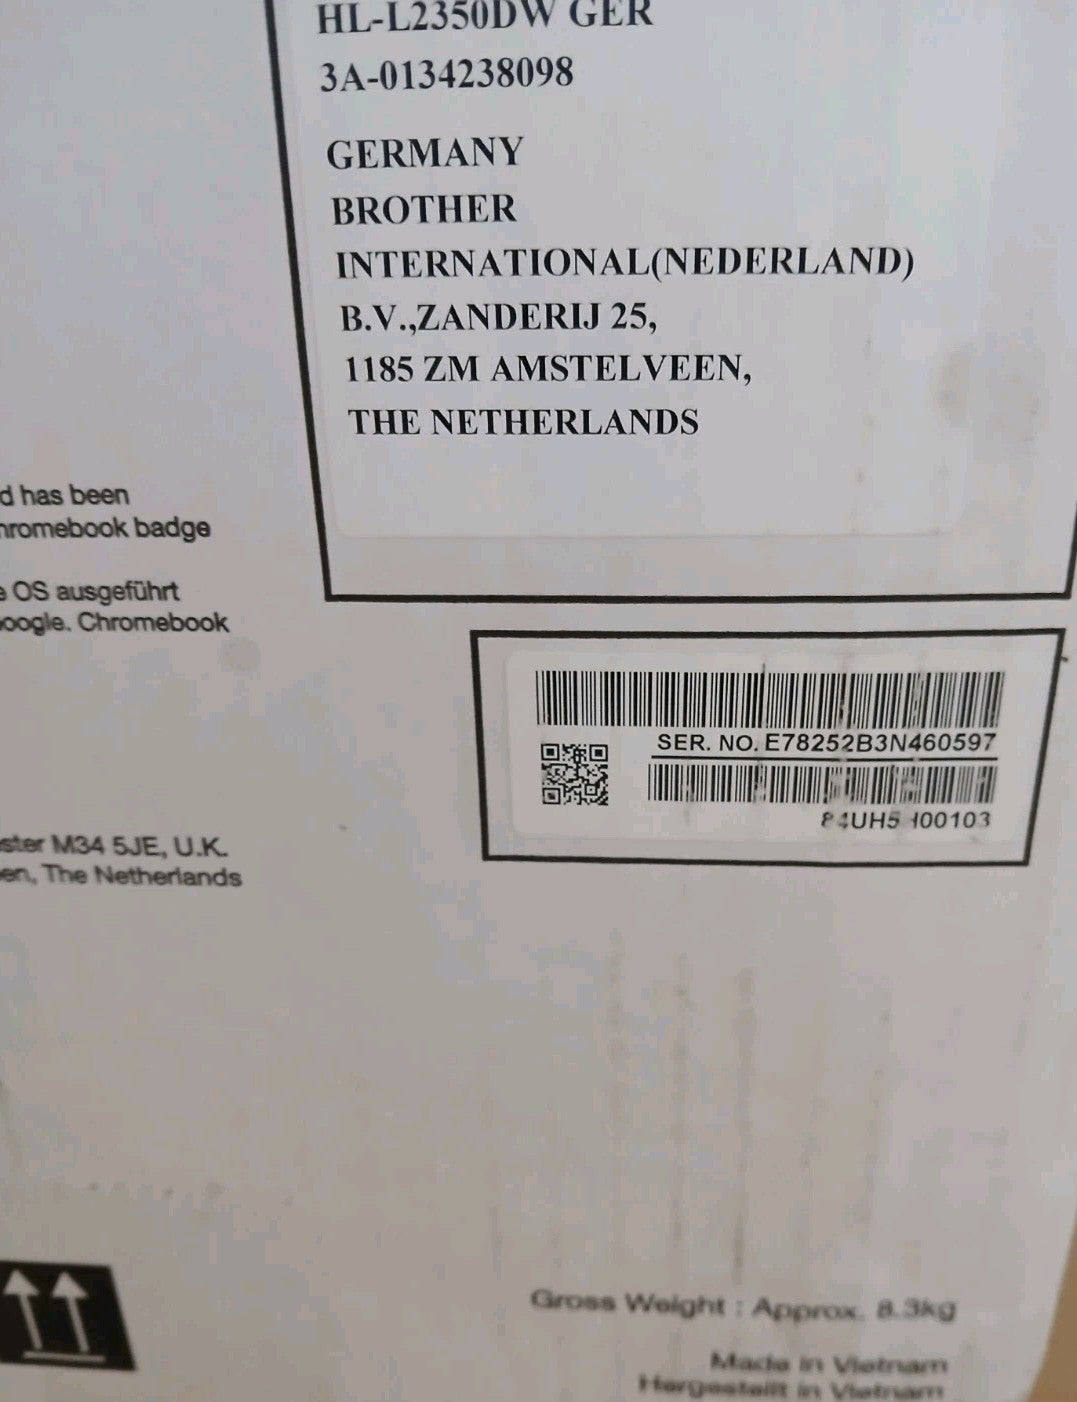 HL-L2350DW GER
3A-0134238098
GERMANY
BROTHER
INTERNATIONAL(NEDERLAND)
B.V.,ZANDERIJ 25,
1185 ZM AMSTELVEEN,
THE NETHERLANDS
d has been
hromebook badge
e OS ausgeführt
oogle. Chromebook
SER. NO. E78252B3N460597
ster M34 5JE, U.K.
en, The Netherlands
Gross Weight : Approx. 8.3kg
Made in Vietnam
Hergestellt in Vietnam